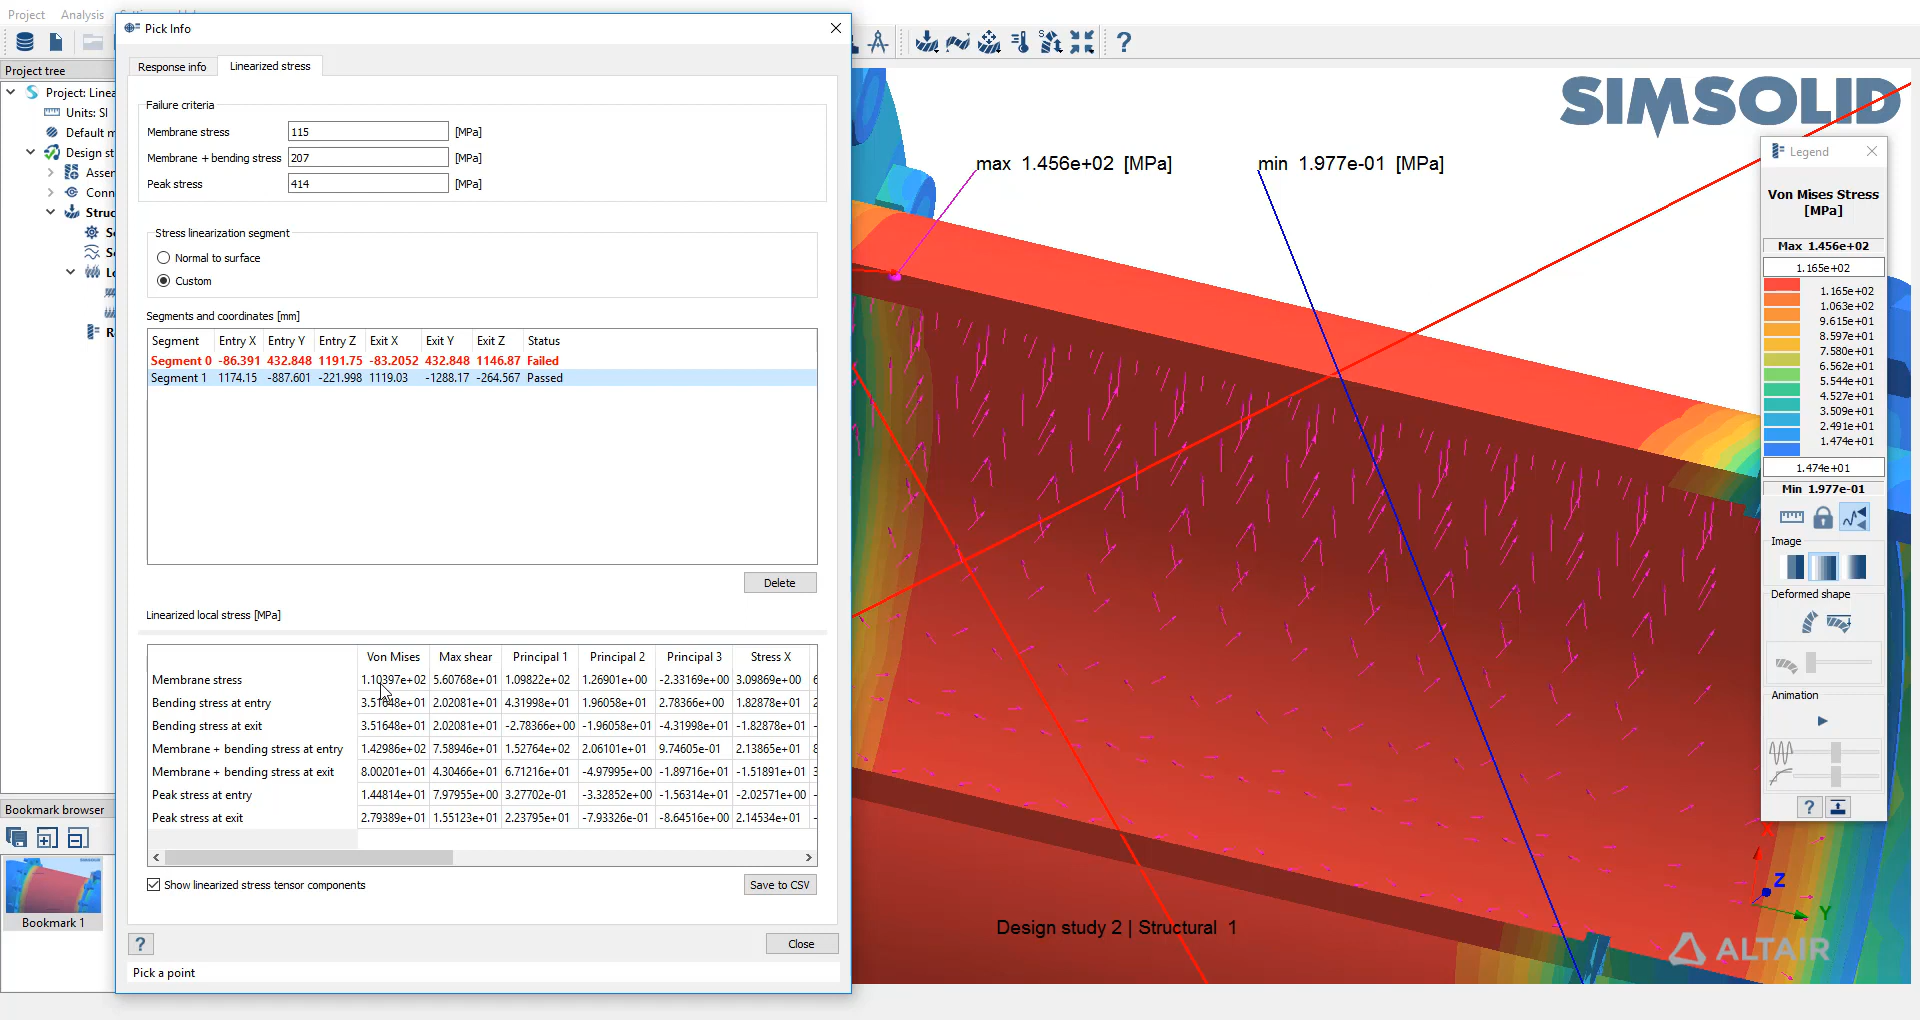 Project Analysis
Pick Info
Project tree
Project: Linea
Units: SI
Default m
Design st
Assen
Conn
Struc
Se
Se
Lo
R
Bookmark browser
Bookmark 1
Response info Linearized stress
Failure criteria
Membrane stress 115 [MPa]
Membrane + bending stress 207 [MPa]
Peak stress 414 [MPa]
Stress linearization segment
Normal to surface
Custom
Segments and coordinates [mm]
Segment Entry X Entry Y Entry Z Exit X Exit Y Exit Z Status
Segment 0 -86.391 432.848 1191.75 -83.2052 432.848 1146.87 Failed
Segment 1 1174.15 -887.601 -221.998 1119.03 -1288.17 -264.567 Passed
Delete
Linearized local stress [MPa]
Von Mises Max shear Principal 1 Principal 2 Principal 3 Stress X
Membrane stress 1.10397e+02 5.60768e+01 1.09822e+02 1.26901e+00 -2.33169e+00 3.09869e+00 6
Bending stress at entry 3.51648e+01 2.02081e+01 4.31998e+01 1.96058e+01 2.78366e+00 1.82878e+01 2
Bending stress at exit 3.51648e+01 2.02081e+01 -2.78366e+00 -1.96058e+01 -4.31998e+01 -1.82878e+01 -
Membrane + bending stress at entry 1.42986e+02 7.58946e+01 1.52764e+02 2.06101e+01 9.74605e-01 2.13865e+01 8
Membrane + bending stress at exit 8.00201e+01 4.30466e+01 6.71216e+01 -4.97995e+00 -1.89716e+01 -1.51891e+01 3
Peak stress at entry 1.44814e+01 7.97955e+00 3.27702e-01 -3.32852e+00 -1.56314e+01 -2.02571e+00 -
Peak stress at exit 2.79389e+01 1.55123e+01 2.23795e+01 -7.93326e-01 -8.64516e+00 2.14534e+01 -
Show linearized stress tensor components
Save to CSV
?
Close
Pick a point
?
max 1.456e+02 [MPa]
min 1.977e-01 [MPa]
SIMSOLID
Legend
Von Mises Stress
[MPa]
Max 1.456e+02
1.165e+02
1.165e+02
1.063e+02
9.615e+01
8.597e+01
7.580e+01
6.562e+01
5.544e+01
4.527e+01
3.509e+01
2.491e+01
1.474e+01
1.474e+01
Min 1.977e-01
Image
Deformed shape
Animation
?
X
Z
Y
Design study 2 | Structural 1
ALTAIR